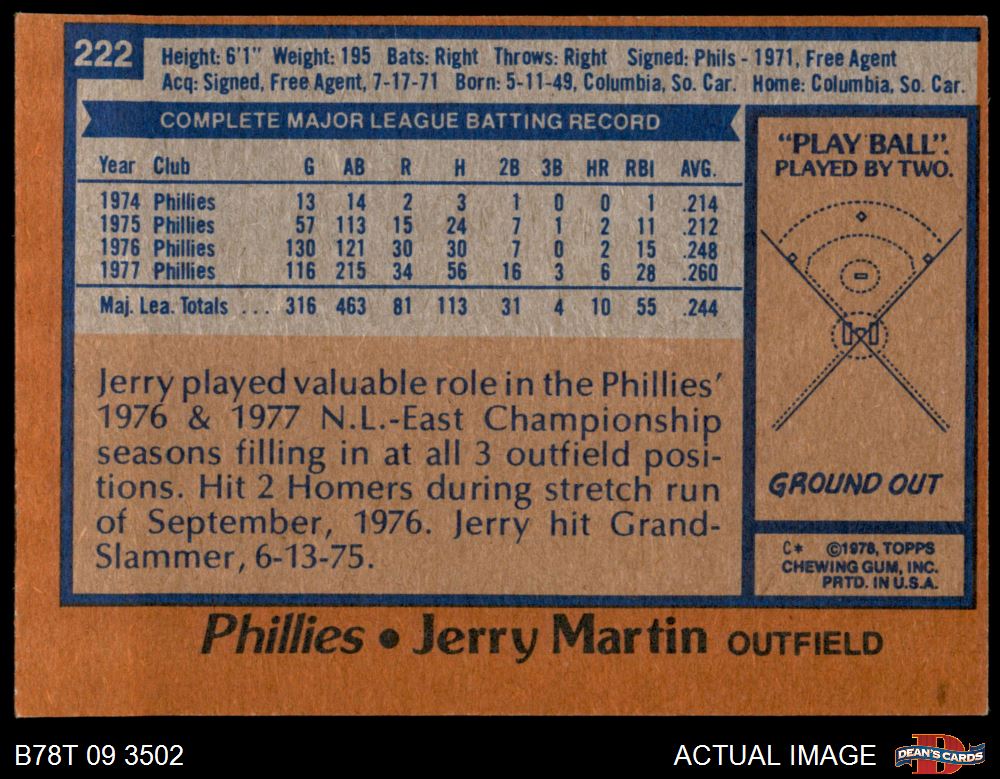 222
Height: 6'1" Weight: 195 Bats: Right Throws: Right Signed: Phils - 1971, Free Agent
Acq: Signed, Free Agent, 7-17-71 Born: 5-11-49, Columbia, So. Car. Home: Columbia, So. Car.
COMPLETE MAJOR LEAGUE BATTING RECORD
Year Club G AB R H 2B 3B HR RBI AVG.
1974 Phillies 13 14 2 3 1 0 0 1 .214
1975 Phillies 57 113 15 24 7 1 2 11 .212
1976 Phillies 130 121 30 30 7 0 2 15 .248
1977 Phillies 116 215 34 56 16 3 6 28 .260
Maj. Lea. Totals ... 316 463 81 113 31 4 10 55 .244
Jerry played valuable role in the Phillies'
1976 & 1977 N.L.-East Championship
seasons filling in at all 3 outfield posi-
tions. Hit 2 Homers during stretch run
of September, 1976. Jerry hit Grand-
Slammer, 6-13-75.
"PLAY BALL".
PLAYED BY TWO.
GROUND OUT
C* ©1978, TOPPS
CHEWING GUM, INC.
PRTD. IN U.S.A.
Phillies • Jerry Martin OUTFIELD
B78T 09 3502
ACTUAL IMAGE
D
DEAN'S CARDS